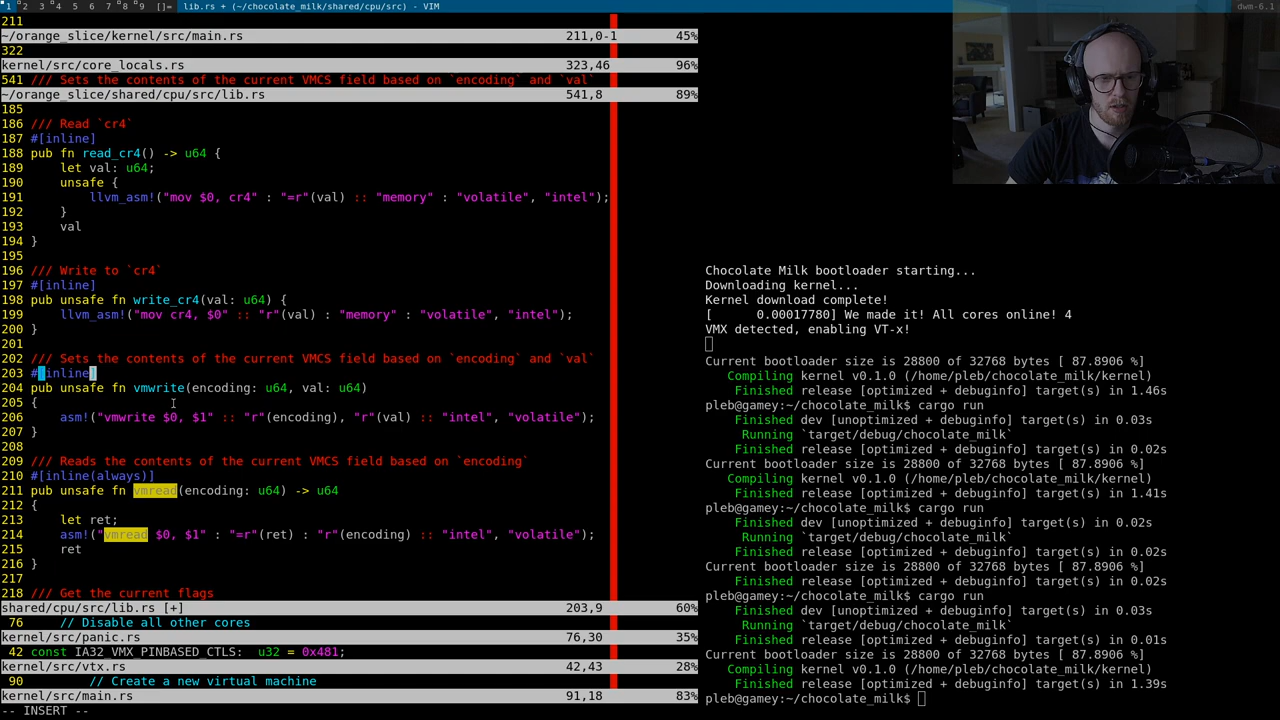 1 2 3 4 6 7 8 9 []= lib.rs + (~/chocolate_milk/shared/cpu/src) - VIM dwm-6.1
211
~/orange_slice/kernel/src/main.rs 211,0-1 45%
322
kernel/src/core_locals.rs 323,46 96%
541 /// Sets the contents of the current VMCS field based on `encoding` and `val`
~/orange_slice/shared/cpu/src/lib.rs 541,8 89%
185
186 /// Read `cr4`
187 #[inline]
188 pub fn read_cr4() -> u64 {
189     let val: u64;
190     unsafe {
191         llvm_asm!("mov $0, cr4" : "=r"(val) :: "memory" : "volatile", "intel");
192     }
193     val
194 }
195
196 /// Write to `cr4`
197 #[inline]
198 pub unsafe fn write_cr4(val: u64) {
199     llvm_asm!("mov cr4, $0" :: "r"(val) : "memory" : "volatile", "intel");
200 }
201
202 /// Sets the contents of the current VMCS field based on `encoding` and `val`
203 #[inline]
204 pub unsafe fn vmwrite(encoding: u64, val: u64)
205 {
206     asm!("vmwrite $0, $1" :: "r"(encoding), "r"(val) :: "intel", "volatile");
207 }
208
209 /// Reads the contents of the current VMCS field based on `encoding`
210 #[inline(always)]
211 pub unsafe fn vmread(encoding: u64) -> u64
212 {
213     let ret;
214     asm!("vmread $0, $1" : "=r"(ret) : "r"(encoding) :: "intel", "volatile");
215     ret
216 }
217
218 /// Get the current flags
shared/cpu/src/lib.rs [+] 203,9 60%
76     // Disable all other cores
kernel/src/panic.rs 76,30 35%
42 const IA32_VMX_PINBASED_CTLS:  u32 = 0x481;
kernel/src/vtx.rs 42,43 28%
90         // Create a new virtual machine
kernel/src/main.rs 91,18 83%
-- INSERT --
Chocolate Milk bootloader starting...
Downloading kernel...
Kernel download complete!
[      0.00017780] We made it! All cores online! 4
VMX detected, enabling VT-x!
Current bootloader size is 28800 of 32768 bytes [ 87.8906 %]
Compiling kernel v0.1.0 (/home/pleb/chocolate_milk/kernel)
Finished release [optimized + debuginfo] target(s) in 1.46s
pleb@gamey:~/chocolate_milk$ cargo run
Finished dev [unoptimized + debuginfo] target(s) in 0.03s
Running `target/debug/chocolate_milk`
Finished release [optimized + debuginfo] target(s) in 0.02s
Current bootloader size is 28800 of 32768 bytes [ 87.8906 %]
Compiling kernel v0.1.0 (/home/pleb/chocolate_milk/kernel)
Finished release [optimized + debuginfo] target(s) in 1.41s
pleb@gamey:~/chocolate_milk$ cargo run
Finished dev [unoptimized + debuginfo] target(s) in 0.02s
Running `target/debug/chocolate_milk`
Finished release [optimized + debuginfo] target(s) in 0.02s
Current bootloader size is 28800 of 32768 bytes [ 87.8906 %]
Finished release [optimized + debuginfo] target(s) in 0.02s
pleb@gamey:~/chocolate_milk$ cargo run
Finished dev [unoptimized + debuginfo] target(s) in 0.03s
Running `target/debug/chocolate_milk`
Finished release [optimized + debuginfo] target(s) in 0.01s
Current bootloader size is 28800 of 32768 bytes [ 87.8906 %]
Compiling kernel v0.1.0 (/home/pleb/chocolate_milk/kernel)
Finished release [optimized + debuginfo] target(s) in 1.39s
pleb@gamey:~/chocolate_milk$